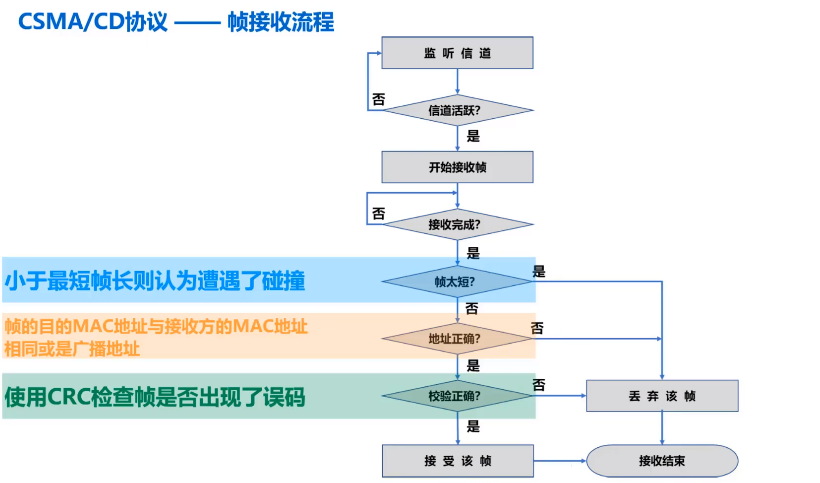 CSMA/CD协议 —— 帧接收流程
监 听 信 道
否
信道活跃?
是
开始接收帧
否
接收完成?
是
小于最短帧长则认为遭遇了碰撞
帧太短?
是
否
帧的目的MAC地址与接收方的MAC地址
相同或是广播地址
地址正确?
否
是
使用CRC检查帧是否出现了误码
校验正确?
否
丢 弃 该 帧
是
接 受 该 帧
接收结束